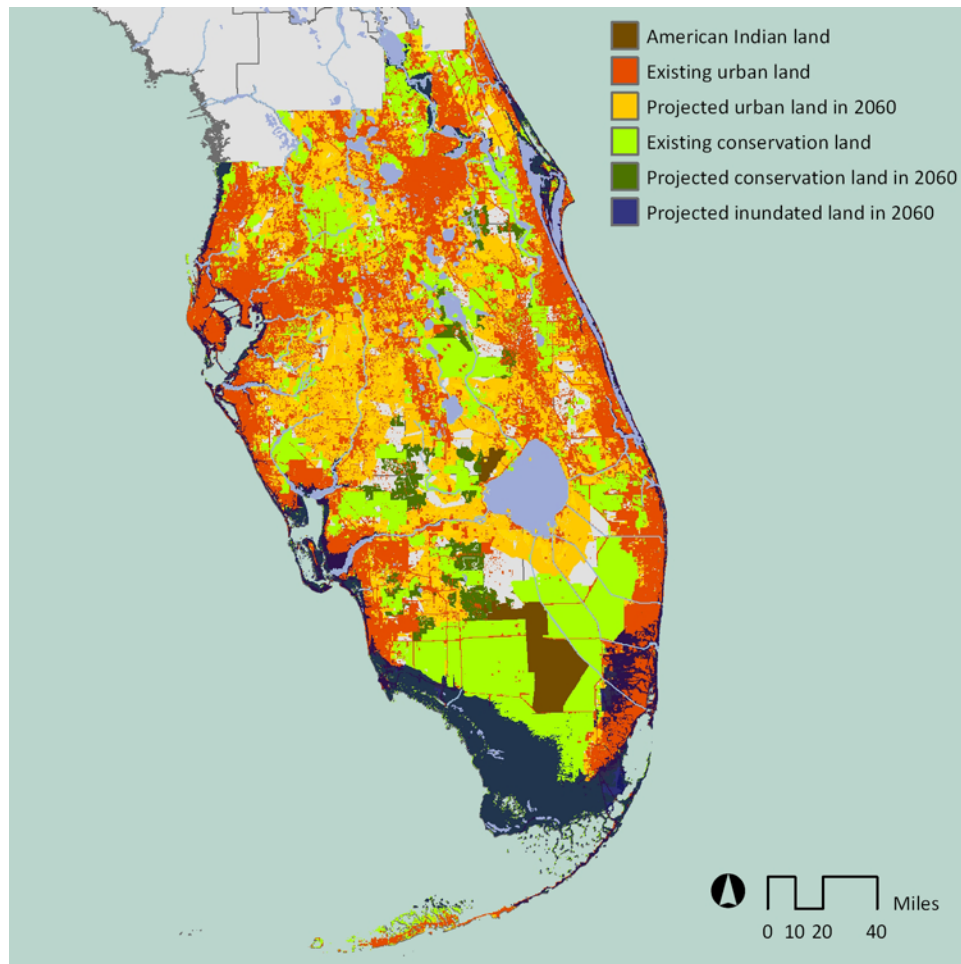 American Indian land
Existing urban land
Projected urban land in 2060
Existing conservation land
Projected conservation land in 2060
Projected inundated land in 2060
Miles
0 10 20 40